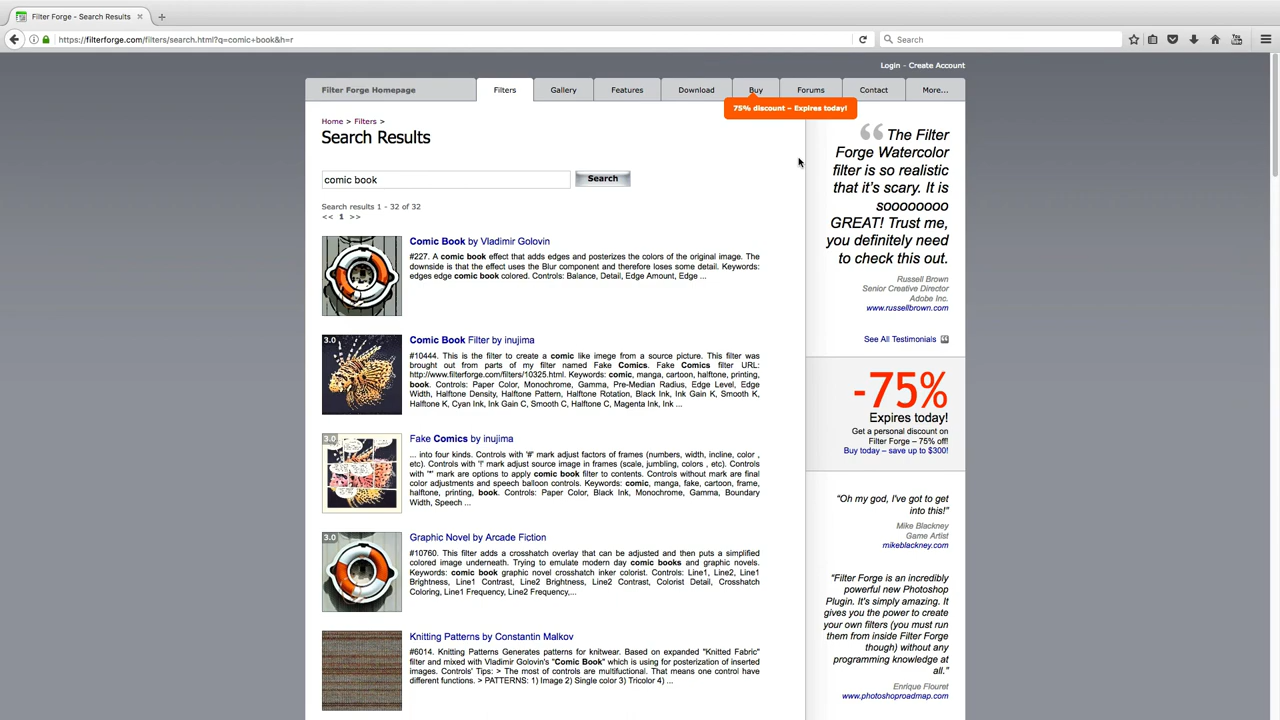 Filter Forge - Search Results
https://filterforge.com/filters/search.html?q=comic+book&h=r
Search
Login - Create Account
Filter Forge Homepage
Filters
Gallery
Features
Download
Buy
Forums
Contact
More...
75% discount – Expires today!
Home > Filters >
Search Results
comic book
Search
Search results 1 - 32 of 32
<< 1 >>
Comic Book by Vladimir Golovin
#227. A comic book effect that adds edges and posterizes the colors of the original image. The
downside is that the effect uses the Blur component and therefore loses some detail. Keywords:
edges edge comic book colored. Controls: Balance, Detail, Edge Amount, Edge ...
3.0
Comic Book Filter by inujima
#10444. This is the filter to create a comic like image from a source picture. This filter was
brought out from parts of my filter named Fake Comics. Fake Comics filter URL:
http://www.filterforge.com/filters/10325.html. Keywords: comic, manga, cartoon, halftone, printing,
book. Controls: Paper Color, Monochrome, Gamma, Pre-Median Radius, Edge Level, Edge
Width, Halftone Density, Halftone Pattern, Halftone Rotation, Black Ink, Ink Gain K, Smooth K,
Halftone K, Cyan Ink, Ink Gain C, Smooth C, Halftone C, Magenta Ink, Ink ...
3.0
Fake Comics by inujima
... into four kinds. Controls with '#' mark adjust factors of frames (numbers, width, incline, color ,
etc). Controls with '!' mark adjust source image in frames (scale, jumbling, colors , etc). Controls
with '*' mark are options to apply comic book filter to contents. Controls without mark are final
color adjustments and speech balloon controls. Keywords: comic, manga, fake, cartoon, frame,
halftone, printing, book. Controls: Paper Color, Black Ink, Monochrome, Gamma, Boundary
Width, Speech ...
3.0
Graphic Novel by Arcade Fiction
#10760. This filter adds a crosshatch overlay that can be adjusted and then puts a simplified
colored image underneath. Trying to emulate modern day comic books and graphic novels.
Keywords: comic book graphic novel crosshatch inker colorist. Controls: Line1, Line2, Line1
Brightness, Line1 Contrast, Line2 Brightness, Line2 Contrast, Colorist Detail, Crosshatch
Coloring, Line1 Frequency, Line2 Frequency,...
Knitting Patterns by Constantin Malkov
#6014. Knitting Patterns Generates patterns for knitwear. Based on expanded "Knitted Fabric"
filter and mixed with Vladimir Golovin's "Comic Book" which is using for posterization of inserted
images. Controls' Tips: > The most of controls are multifuctional. That means one control have
different functions. > PATTERNS: 1) Image 2) Single color 3) Tricolor 4) ...
The Filter
Forge Watercolor
filter is so realistic
that it's scary. It is
sooooooo
GREAT! Trust me,
you definitely need
to check this out.
Russell Brown
Senior Creative Director
Adobe Inc.
www.russellbrown.com
See All Testimonials
-75%
Expires today!
Get a personal discount on
Filter Forge – 75% off!
Buy today – save up to $300!
"Oh my god, I've got to get
into this!"
Mike Blackney
Game Artist
mikeblackney.com
"Filter Forge is an incredibly
powerful new Photoshop
Plugin. It's simply amazing. It
gives you the power to create
your own filters (you must run
them from inside Filter Forge
though) without any
programming knowledge at
all."
Enrique Flouret
www.photoshoproadmap.com